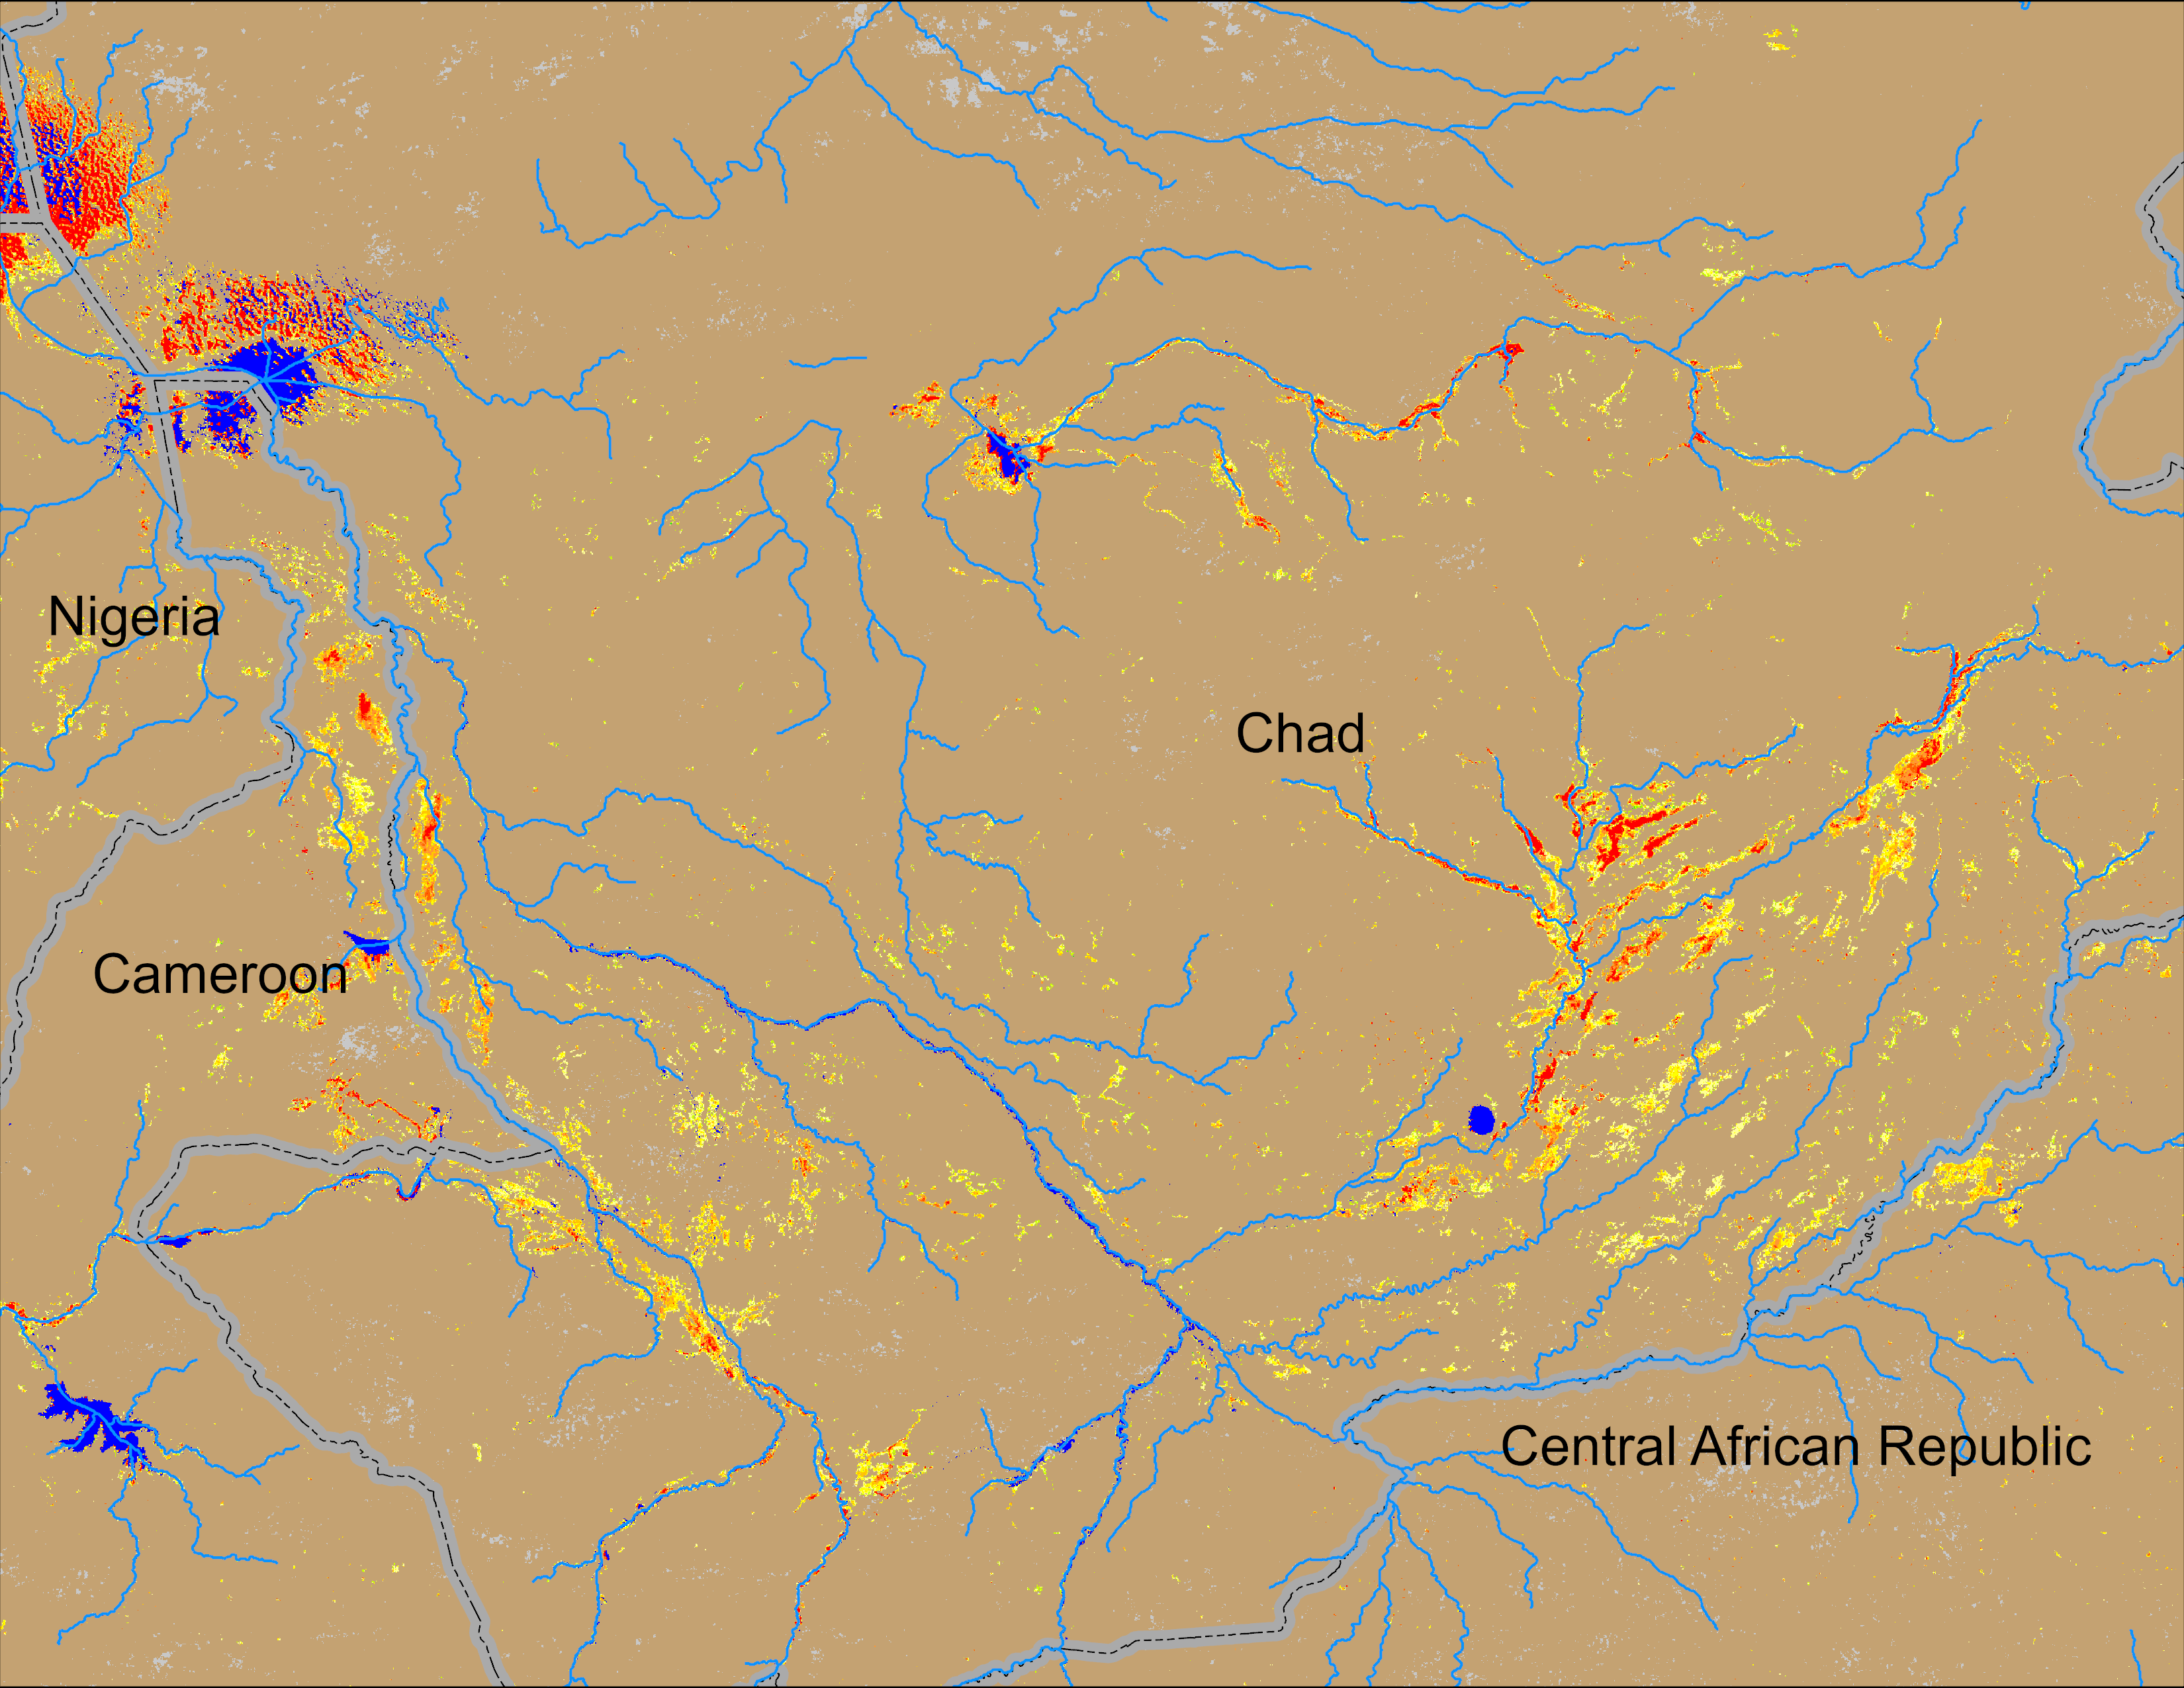 Nigeria
Chad
Cameroon
Central African Republic